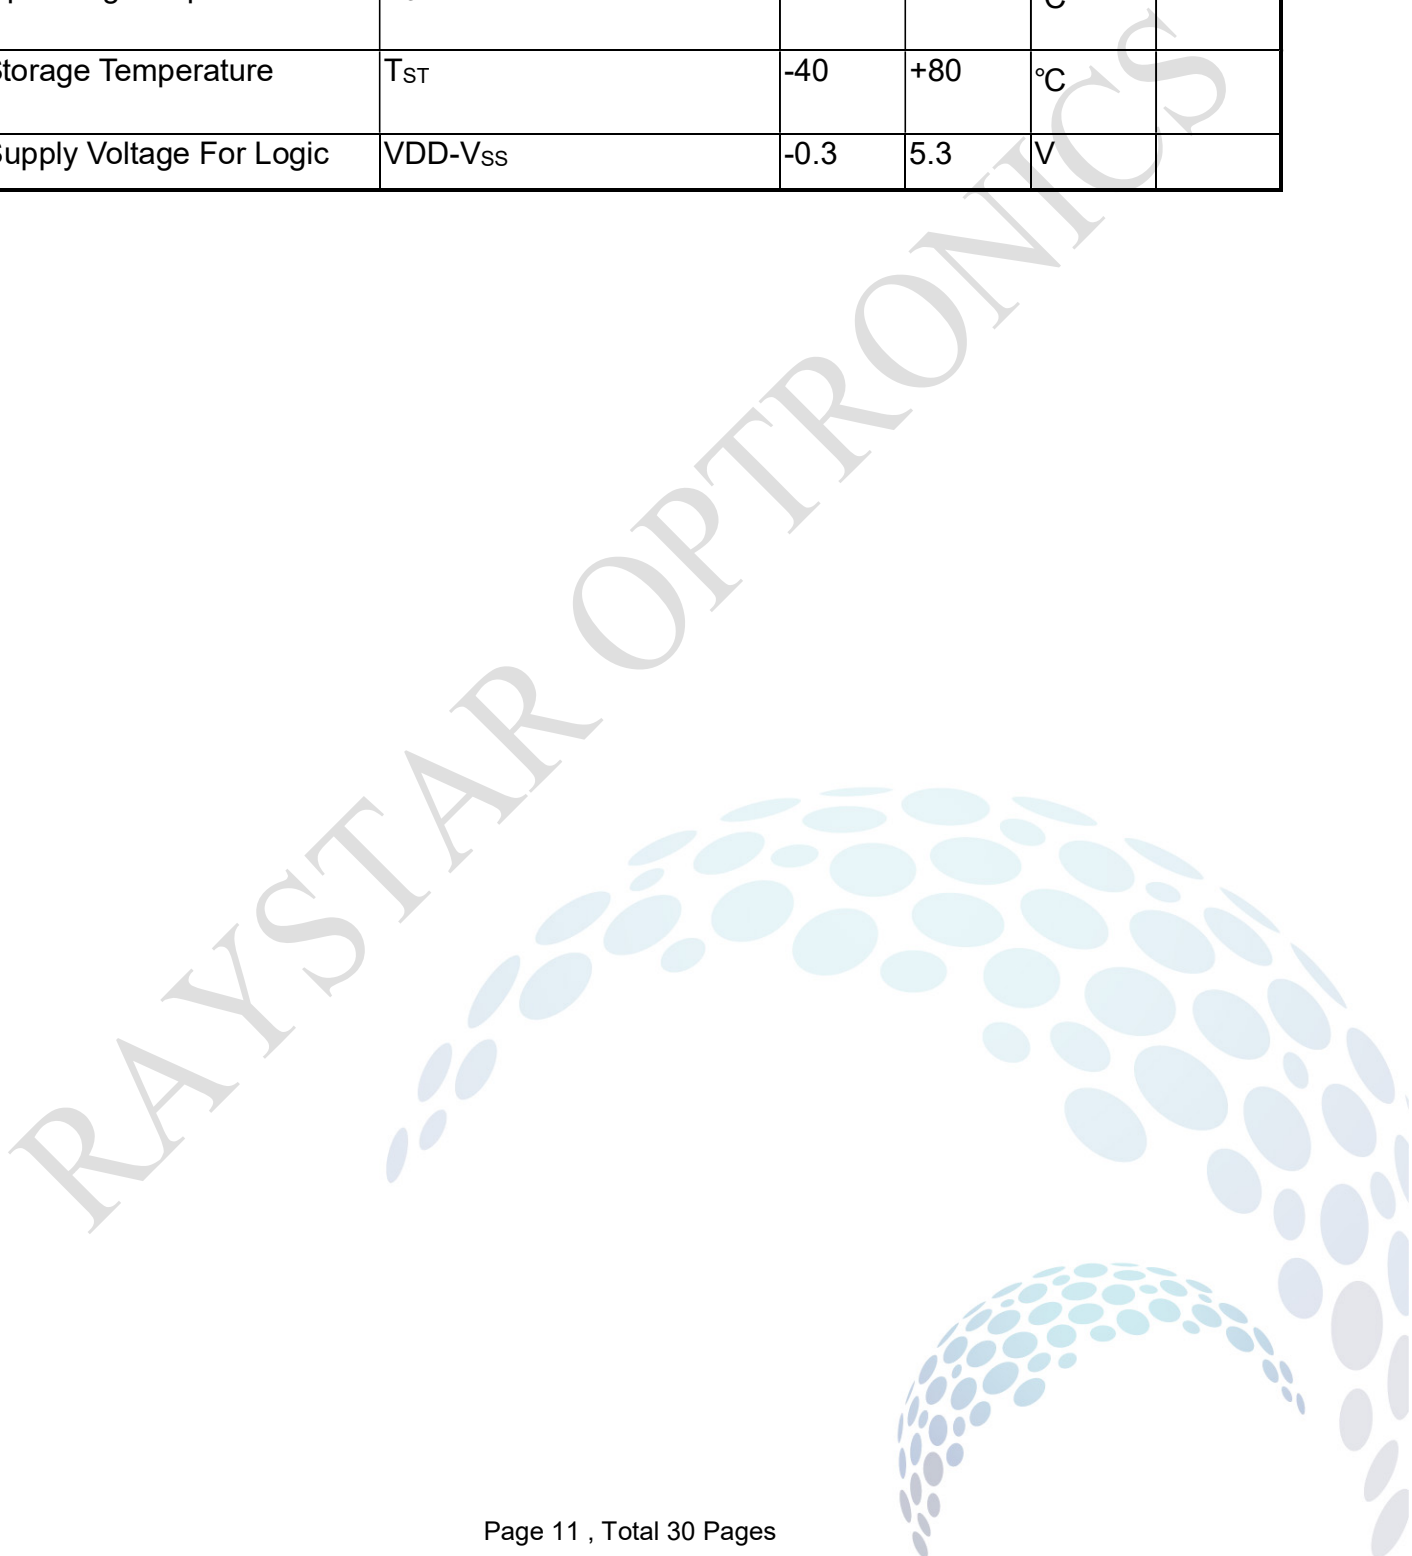 ℃
Storage Temperature TST -40 +80 ℃
Supply Voltage For Logic VDD-VSS -0.3 5.3 V
RAYSTAR OPTRONICS
Page 11 , Total 30 Pages